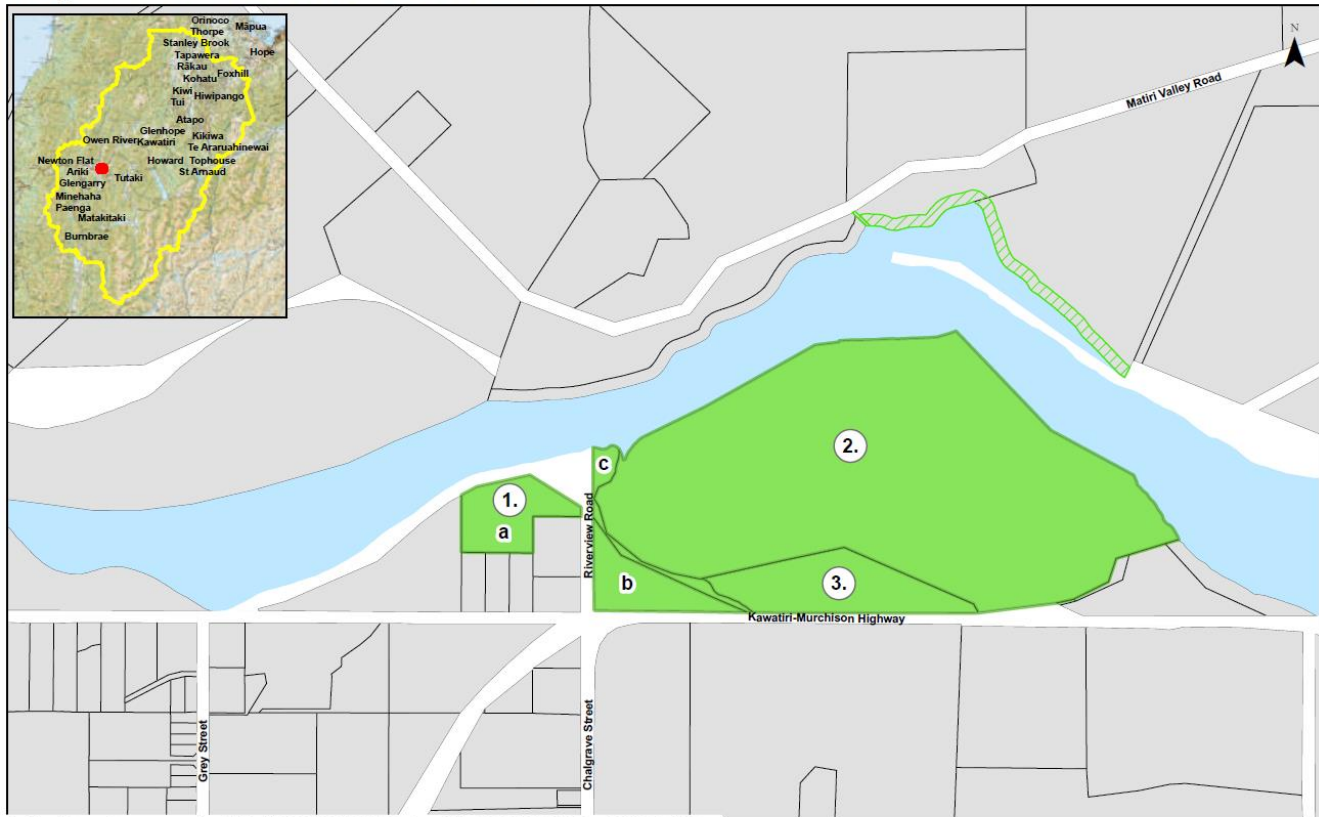 Orinoco
Thorpe
Māpua
Stanley Brook
Hope
Tapawera
Rākau
Foxhill
Kohatu
Kiwi
Hiwipango
Tui
Atapo
Glenhope
Kikiwa
Owen River
Kawatiri
Te Araruahinewai
Newton Flat
Howard
Tophouse
Ariki
St Arnaud
Tutaki
Glengarry
Minehaha
Paenga
Matakitaki
Burnbrae
N
Matiri Valley Road
2.
c
1.
a
Riverview Road
b
3.
Kawatiri-Murchison Highway
Grey Street
Chalgrave Street